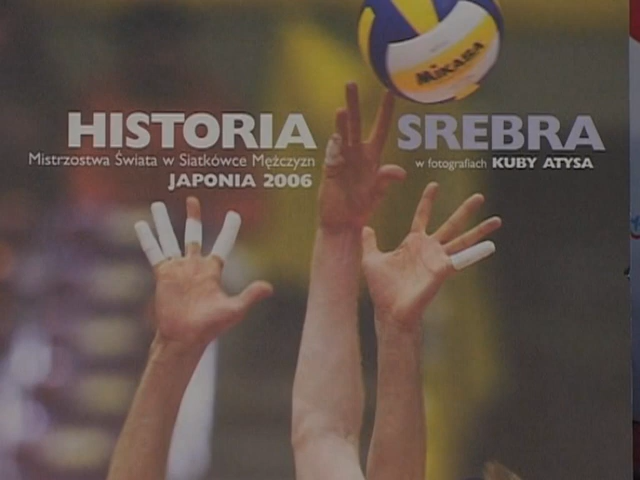 MIKASA
HISTORIA SREBRA
Mistrzostwa Świata w Siatkówce Mężczyzn
w fotografiach KUBY ATYSA
JAPONIA 2006